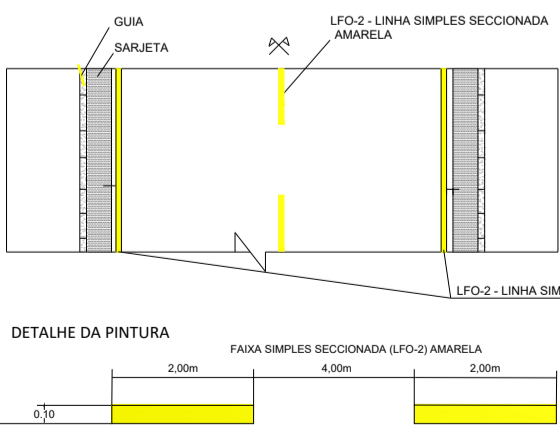 GUIA
SARJETA
LFO-2 - LINHA SIMPLES SECCIONADA
AMARELA
LFO-2 - LINHA SIM
DETALHE DA PINTURA
FAIXA SIMPLES SECCIONADA (LFO-2) AMARELA
2,00m 4,00m 2,00m
0.10